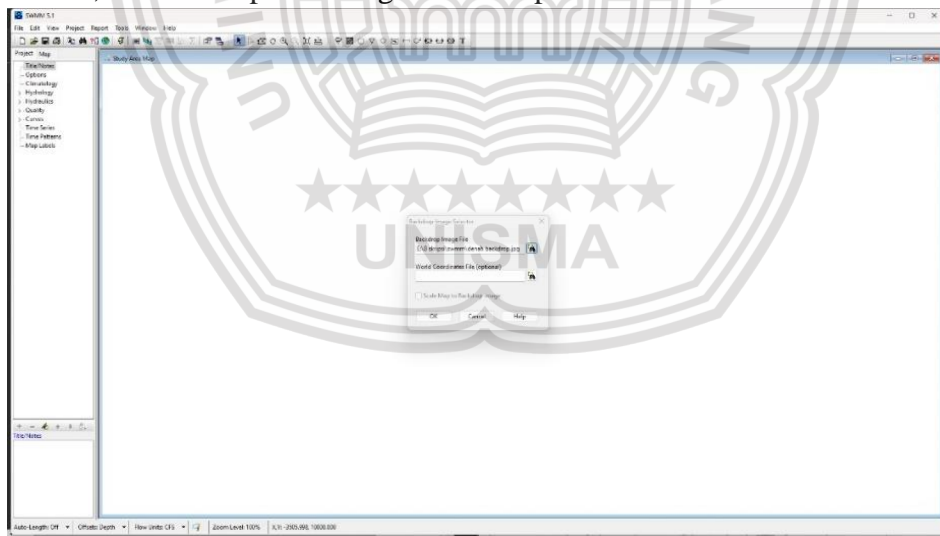 SWMM 5.1
File Edit View Project Report Tools Window Help
Project Map
Study Area Map
Title/Notes
Options
Climatology
Hydrology
Hydraulics
Quality
Curves
Time Series
Time Patterns
Map Labels
UNISMA
Backdrop Image Selector
Backdrop Image File
World Coordinates File (optional)
Scale Map to Backdrop Image
OK Cancel Help
Title/Notes
Auto-Length: Off Offsets: Depth Flow Units: CFS Zoom Level: 100%